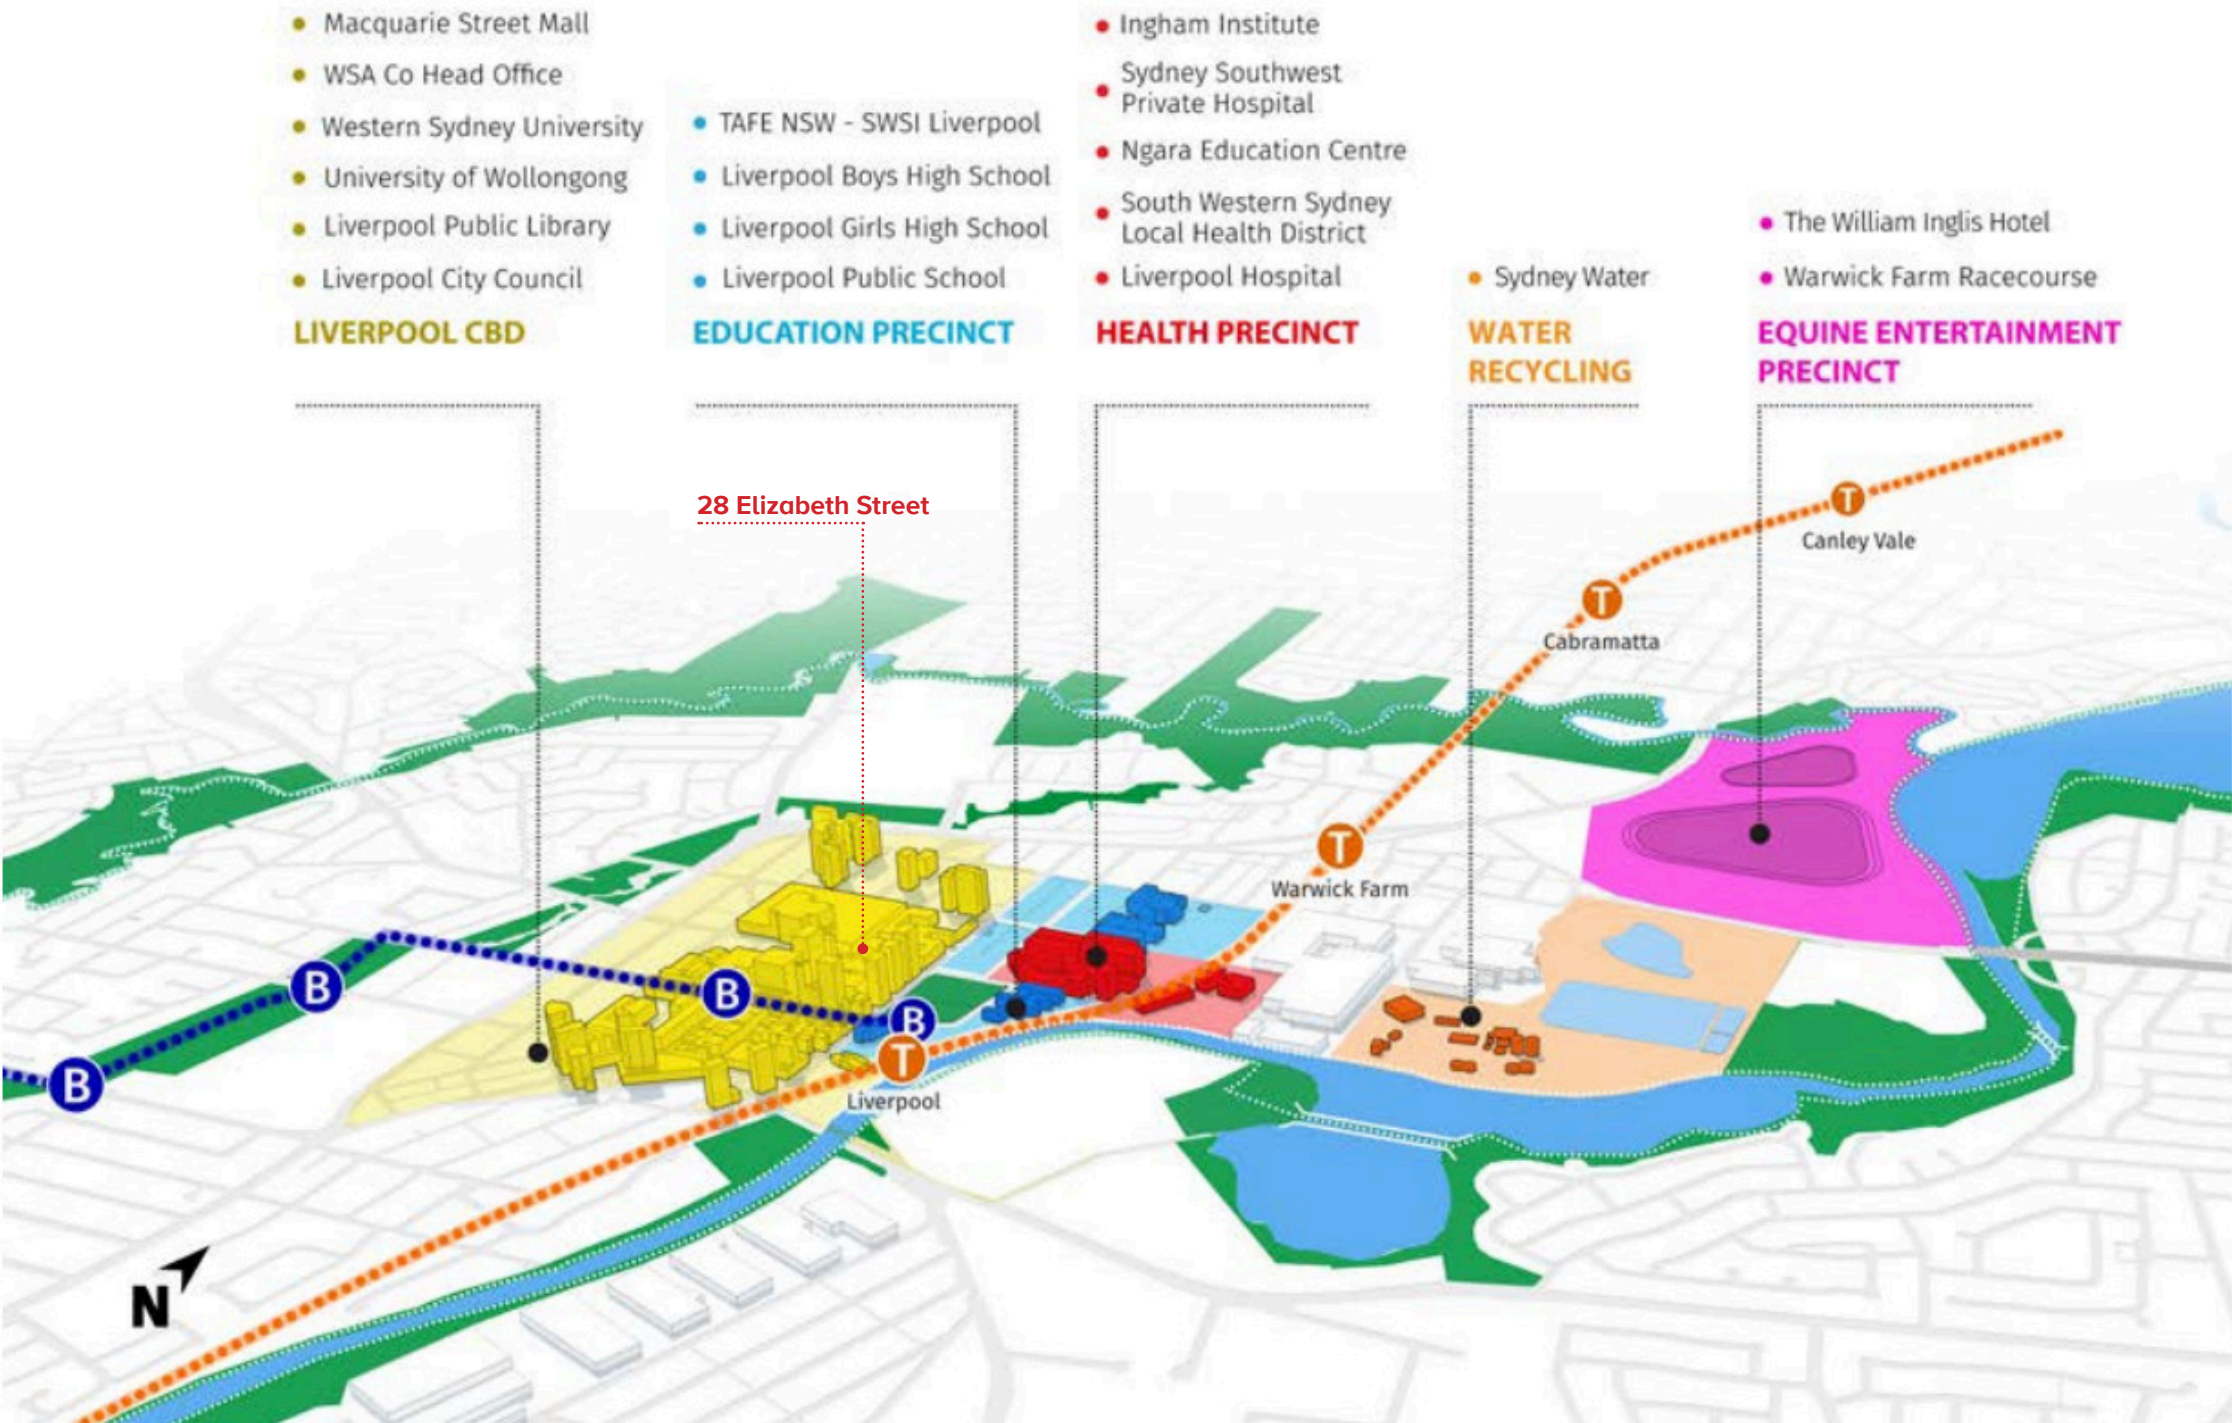 Macquarie Street Mall
WSA Co Head Office
Western Sydney University
University of Wollongong
Liverpool Public Library
Liverpool City Council
LIVERPOOL CBD
TAFE NSW - SWSI Liverpool
Liverpool Boys High School
Liverpool Girls High School
Liverpool Public School
EDUCATION PRECINCT
Ingham Institute
Sydney Southwest
Private Hospital
Ngara Education Centre
South Western Sydney
Local Health District
Liverpool Hospital
HEALTH PRECINCT
Sydney Water
WATER
RECYCLING
The William Inglis Hotel
Warwick Farm Racecourse
EQUINE ENTERTAINMENT
PRECINCT
28 Elizabeth Street
T
Canley Vale
T
Cabramatta
T
Warwick Farm
B
B
B
B
T
Liverpool
N